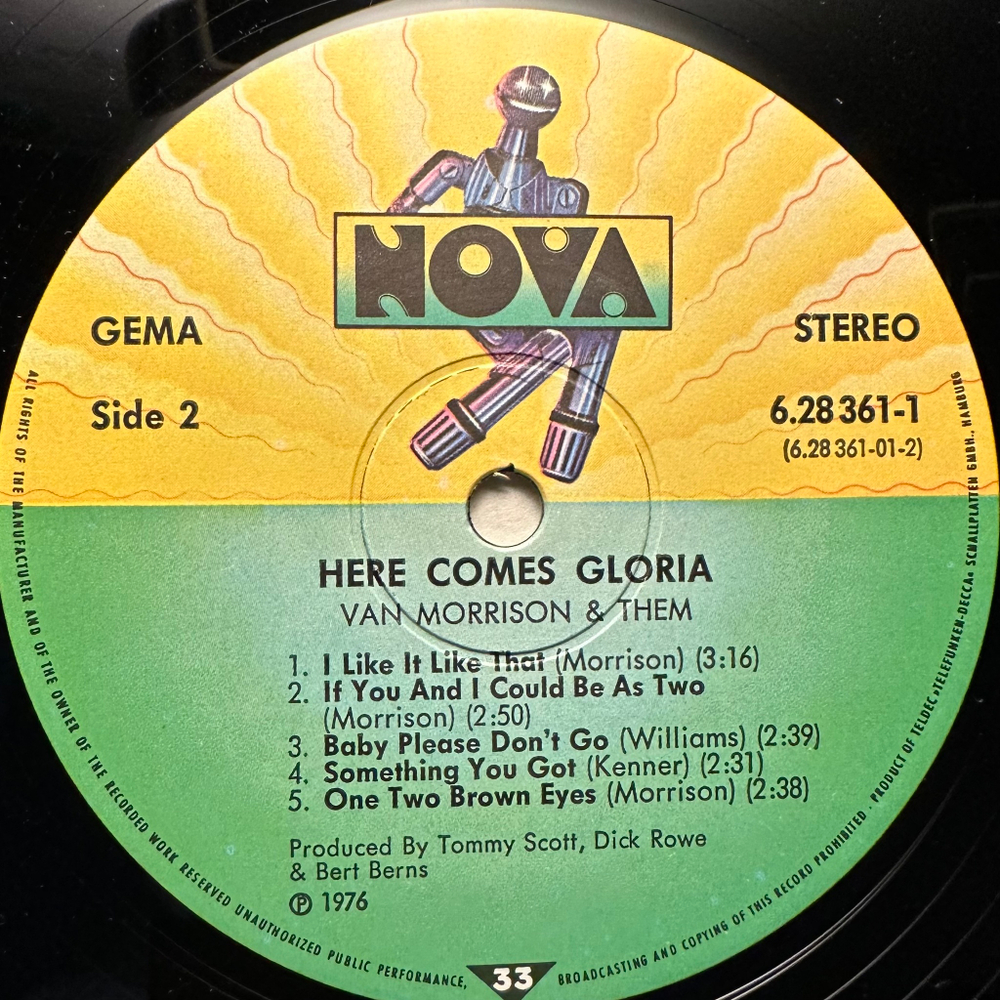 NOVA
GEMA
STEREO
Side 2
6.28 361-1
(6.28 361-01-2)
HERE COMES GLORIA
VAN MORRISON & THEM
1. I Like It Like That (Morrison) (3:16)
2. If You And I Could Be As Two
(Morrison) (2:50)
3. Baby Please Don't Go (Williams) (2:39)
4. Something You Got (Kenner) (2:31)
5. One Two Brown Eyes (Morrison) (2:38)
Produced By Tommy Scott, Dick Rowe
& Bert Berns
℗ 1976
33
ALL RIGHTS OF THE MANUFACTURER AND OF THE OWNER OF THE RECORDED WORK RESERVED UNAUTHORIZED PUBLIC PERFORMANCE, BROADCASTING AND COPYING OF THIS RECORD PROHIBITED · PRODUCT OF TELDEC »TELEFUNKEN-DECCA« SCHALLPLATTEN GMBH., HAMBURG